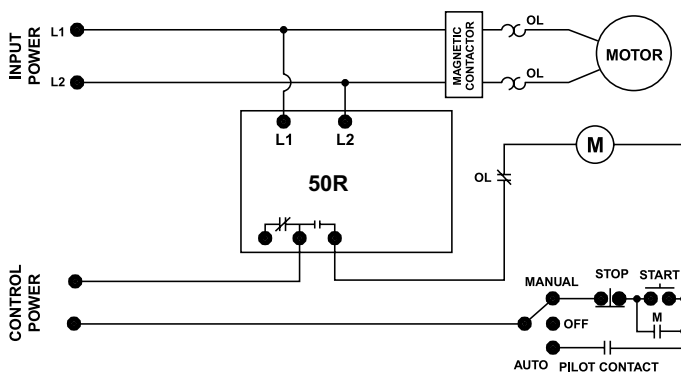 INPUT
POWER
L1
L2
MAGNETIC
CONTACTOR
OL
OL
MOTOR
L1
L2
50R
OL
M
CONTROL
POWER
MANUAL
STOP
START
OFF
M
AUTO
PILOT CONTACT